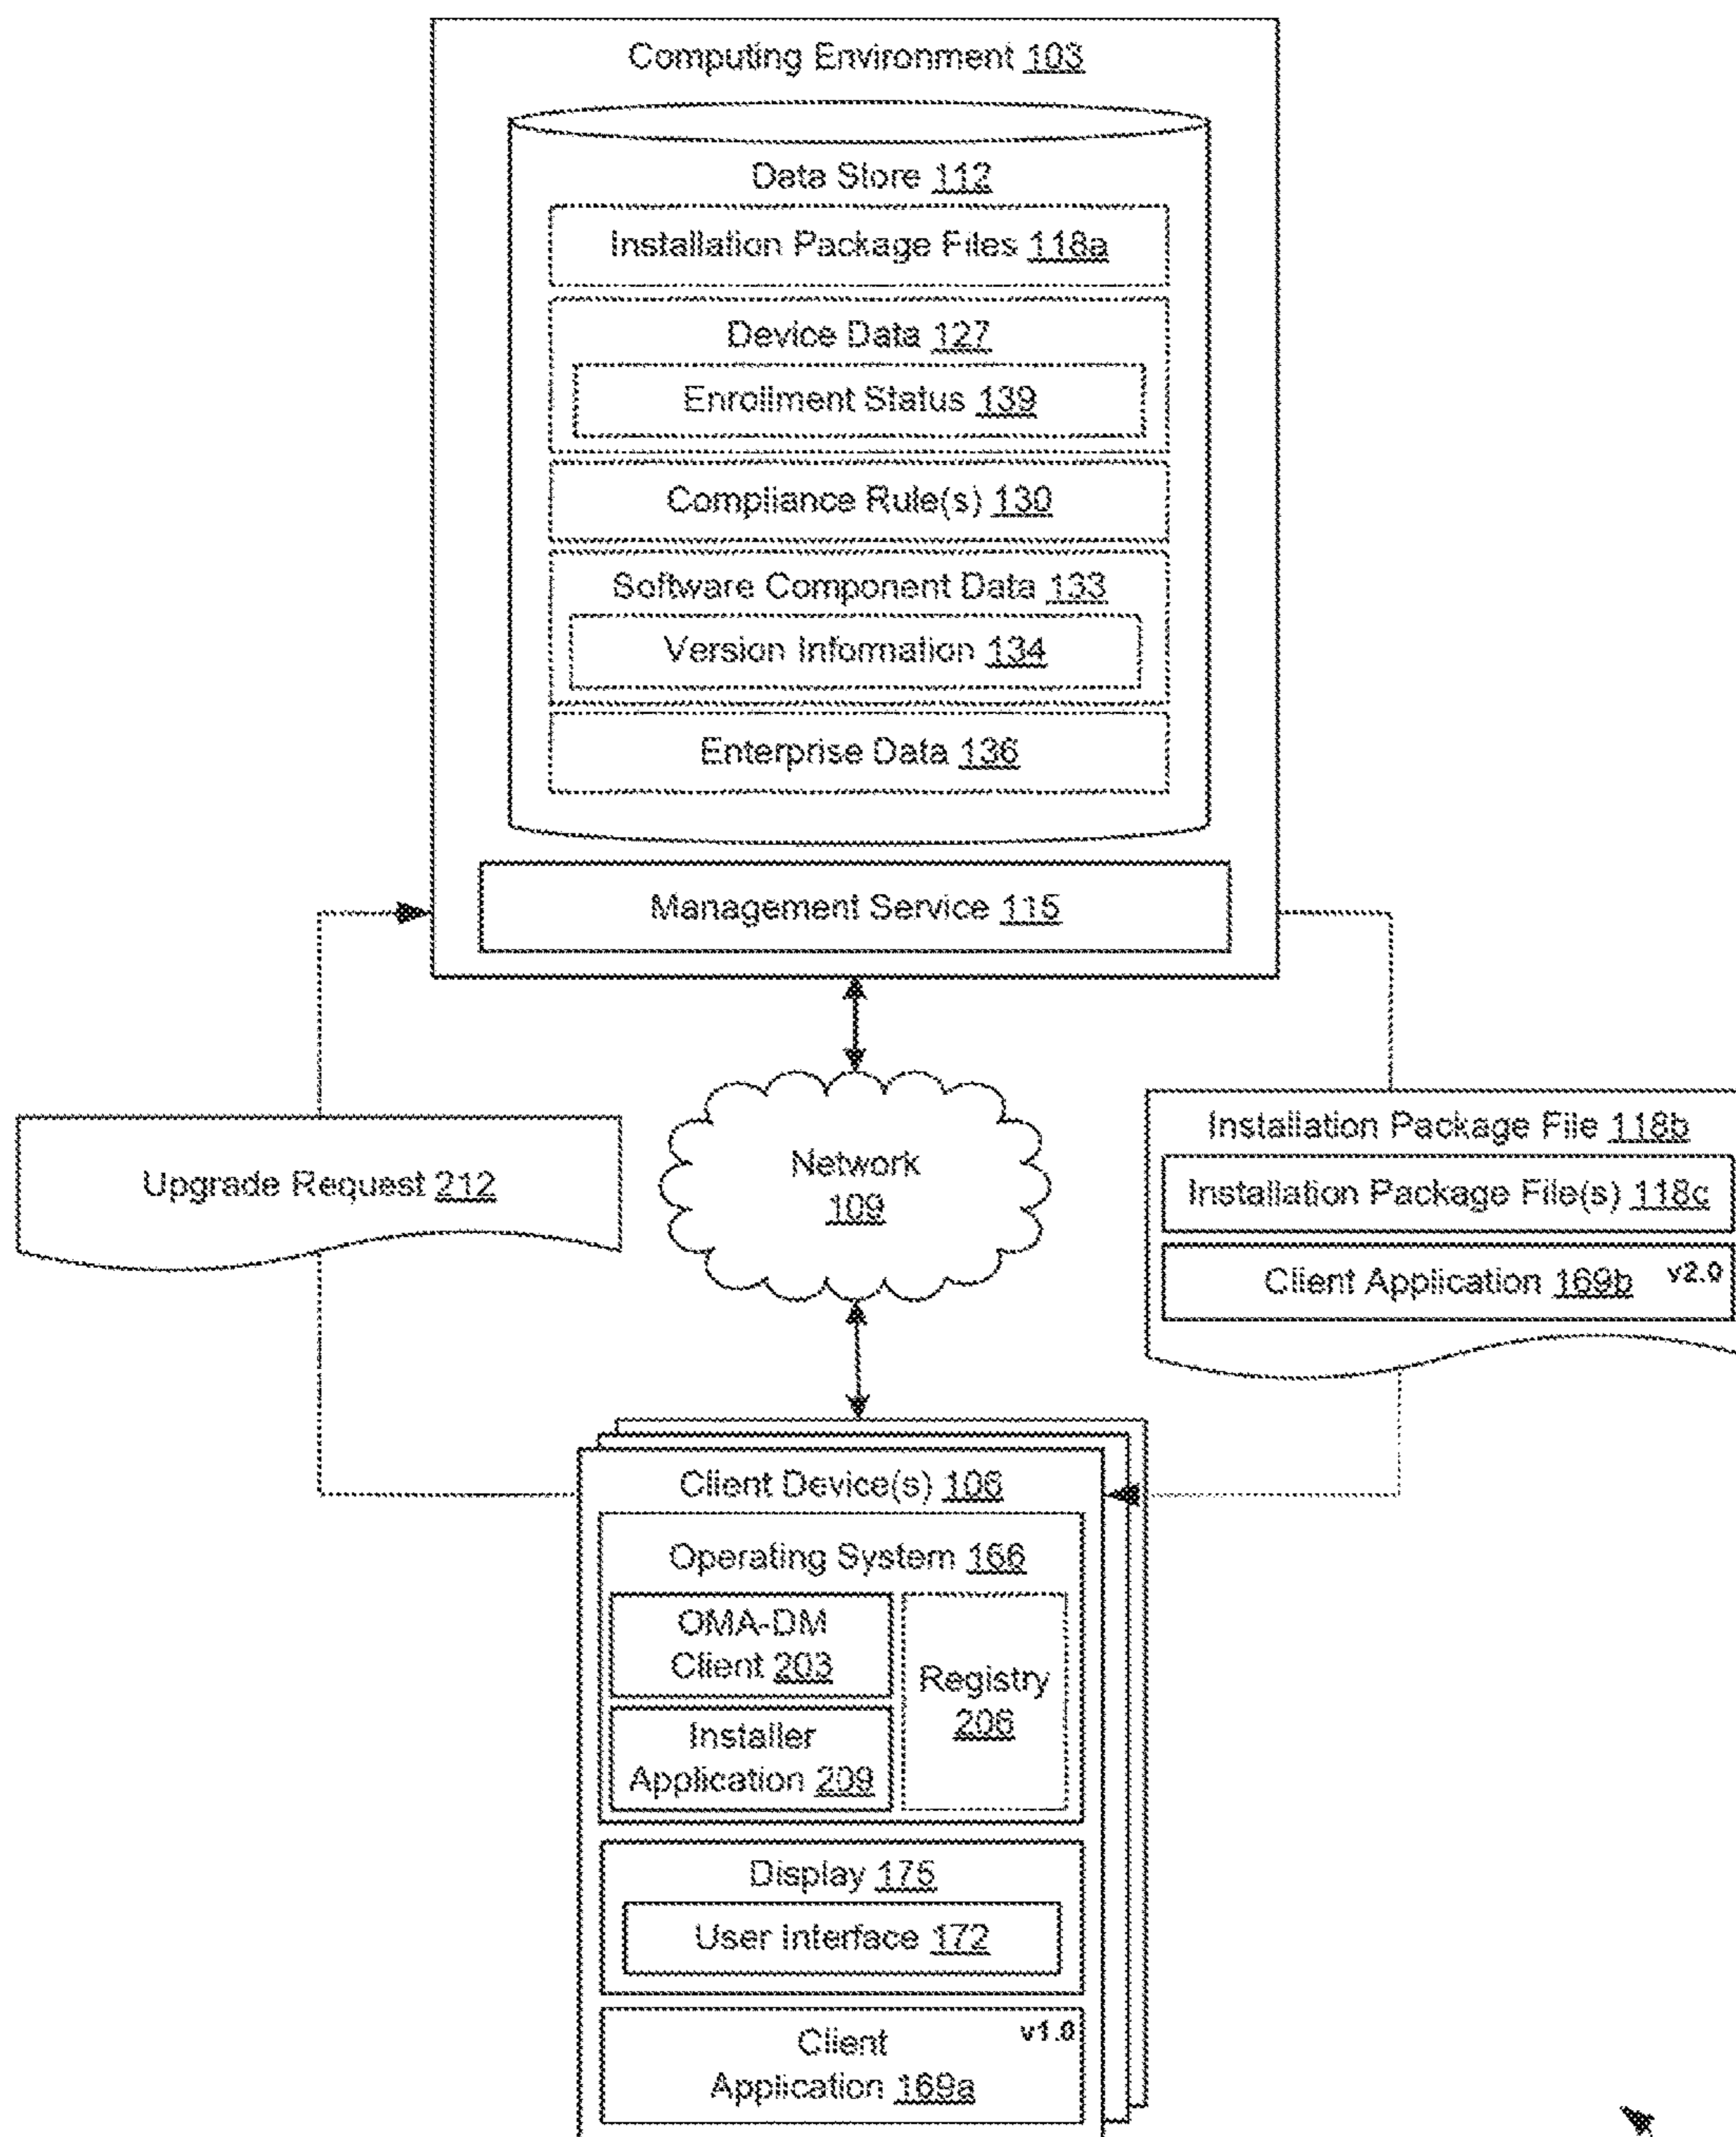 Computing Environment 103
Data Store 112
Installation Package Files 118a
Device Data 127
Enrollment Status 139
Compliance Rule(s) 130
Software Component Data 133
Version Information 134
Enterprise Data 136
Management Service 115
Upgrade Request 212
Network
109
Installation Package File 118b
Installation Package File(s) 118c
Client Application 169b v2.0
Client Device(s) 106
Operating System 166
OMA-DM
Client 203
Registry
206
Installer
Application 209
Display 175
User Interface 172
Client v1.0
Application 169a